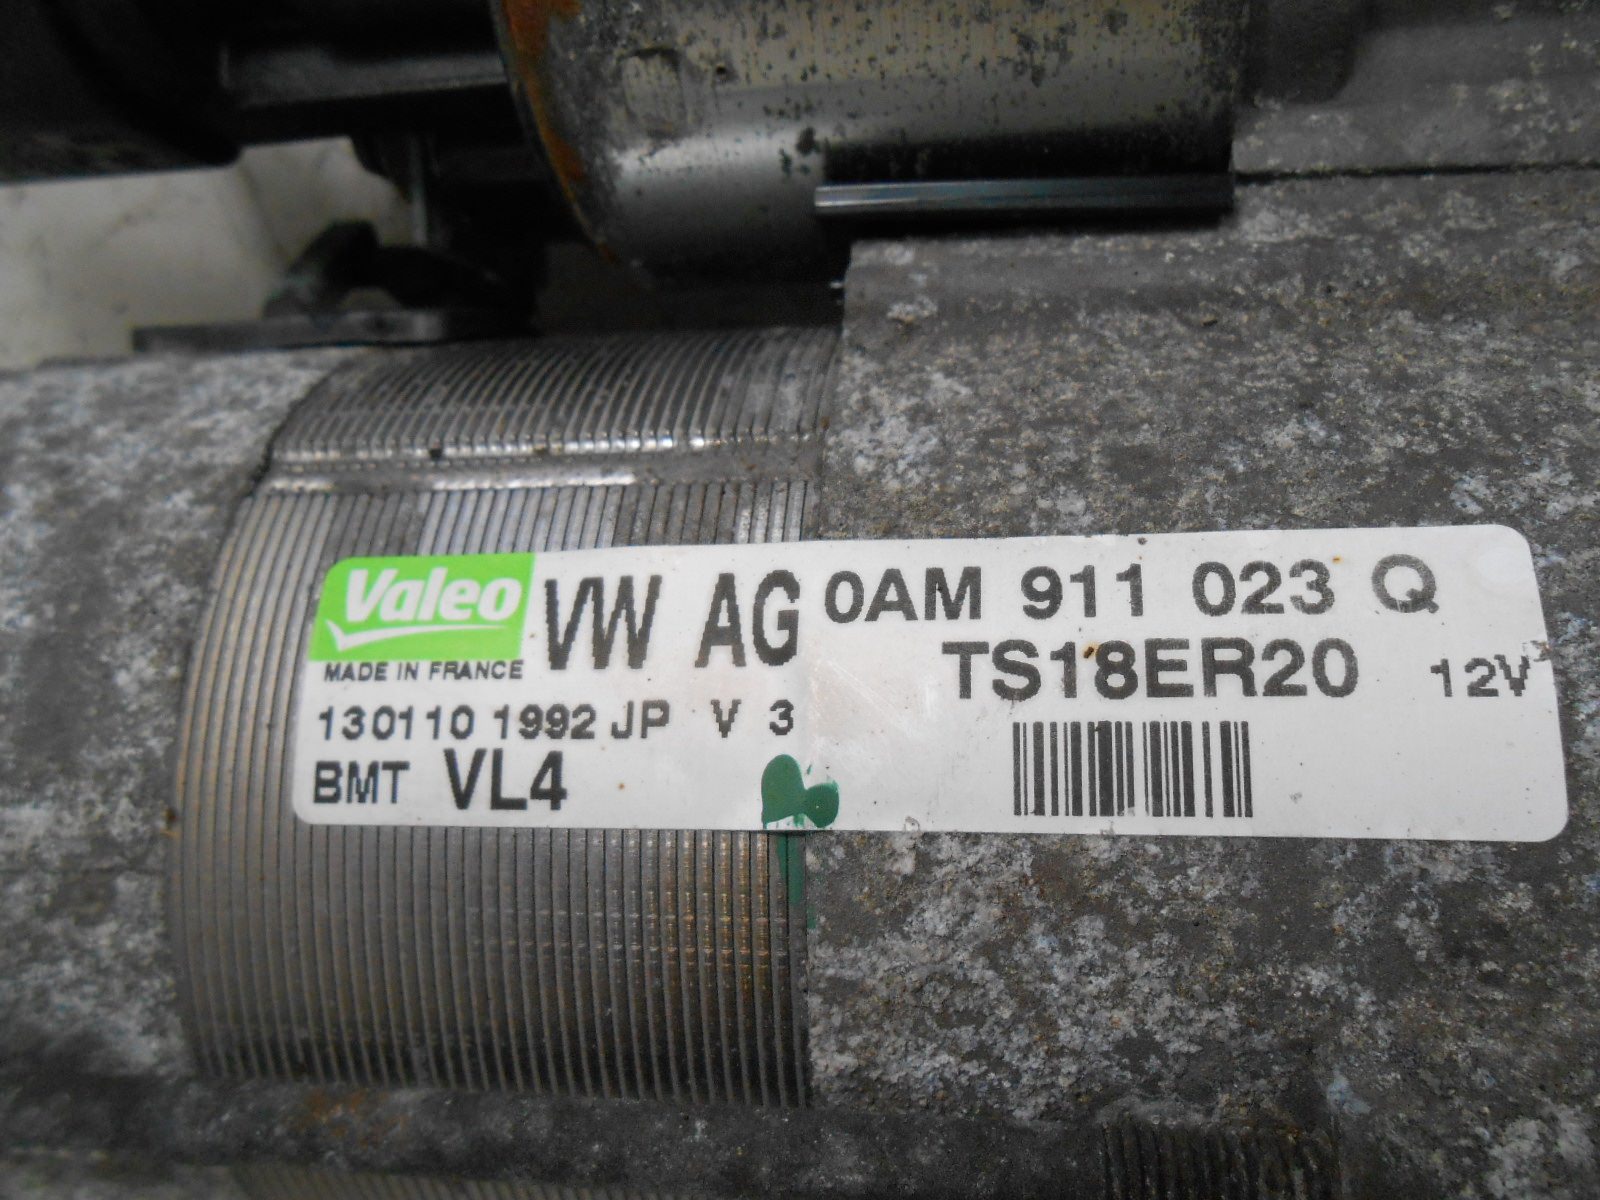 Valeo VW AG 0AM 911 023 Q
MADE IN FRANCE TS18ER20 12V
130110 1992 JP V 3
BMT VL4